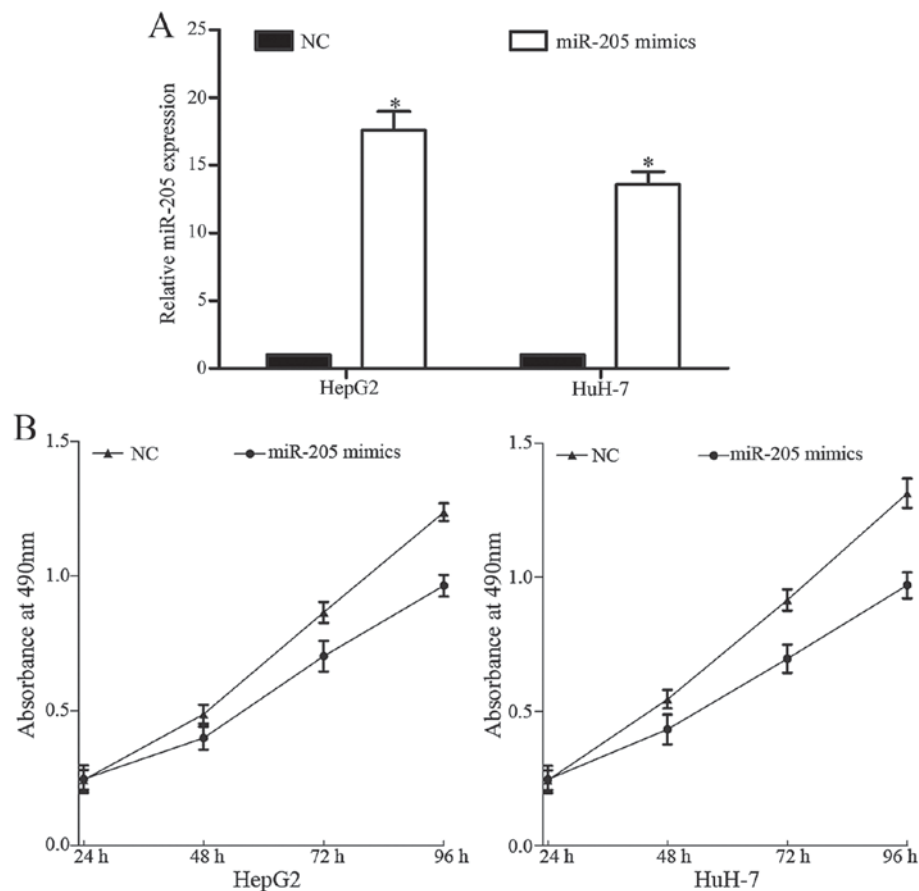 A
25
NC
miR-205 mimics
20
15
10
5
0
Relative miR-205 expression
*
*
HepG2
HuH-7
B
1.5
NC
miR-205 mimics
1.0
0.5
0.0
Absorbance at 490nm
24 h
48 h
72 h
96 h
HepG2
1.5
NC
miR-205 mimics
1.0
0.5
0.0
Absorbance at 490nm
24 h
48 h
72 h
96 h
HuH-7